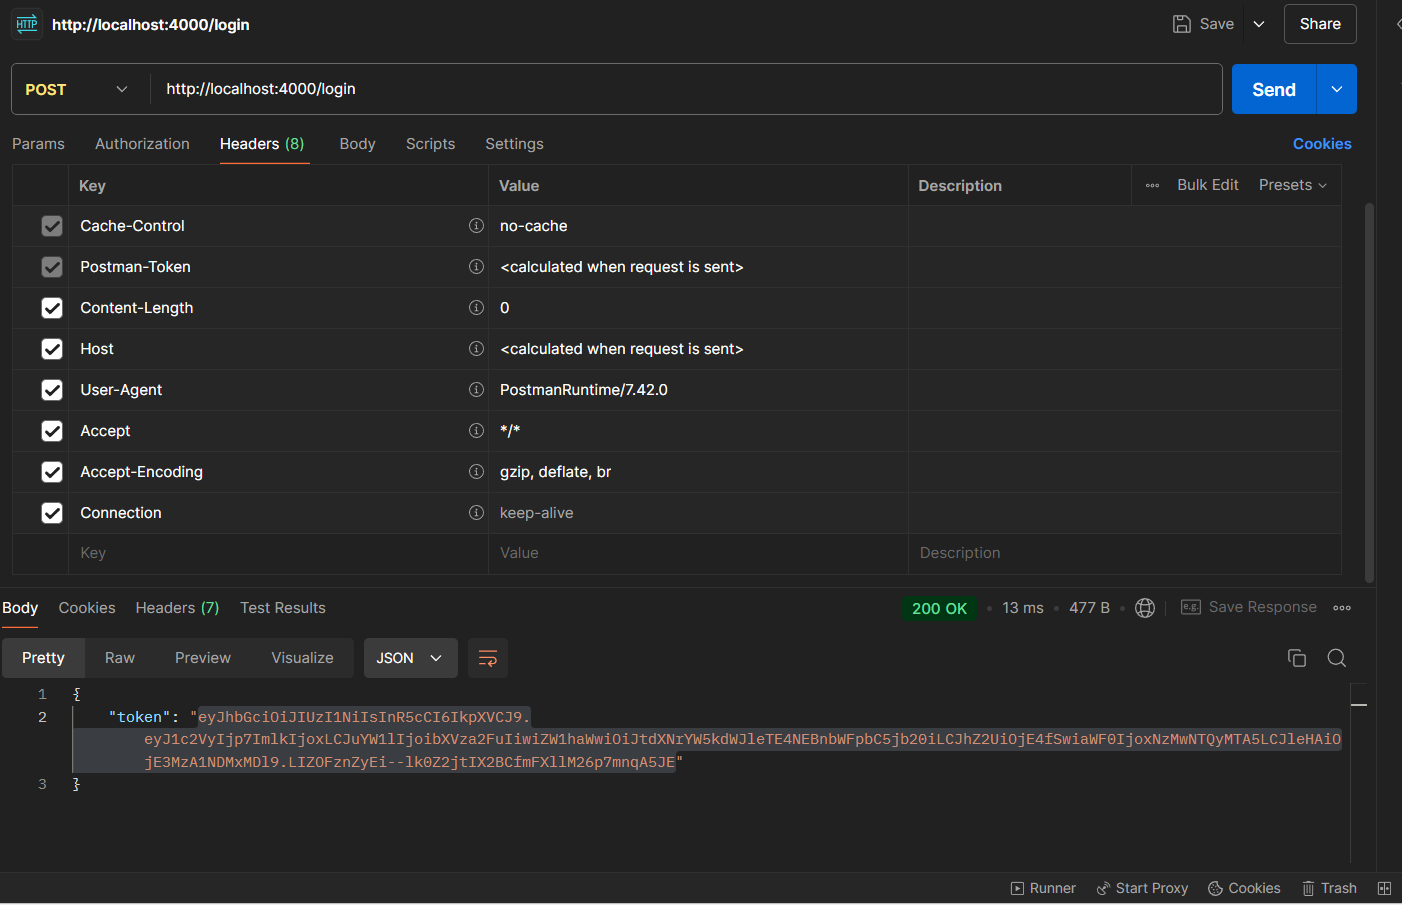 HTTP http://localhost:4000/login Save Share
POST http://localhost:4000/login Send
Params Authorization Headers (8) Body Scripts Settings Cookies
Key Value Description Bulk Edit Presets
Cache-Control no-cache
Postman-Token <calculated when request is sent>
Content-Length 0
Host <calculated when request is sent>
User-Agent PostmanRuntime/7.42.0
Accept */*
Accept-Encoding gzip, deflate, br
Connection keep-alive
Key Value Description
Body Cookies Headers (7) Test Results 200 OK 13 ms 477 B e.g. Save Response
Pretty Raw Preview Visualize JSON
1 {
2 "token": "eyJhbGciOiJIUzI1NiIsInR5cCI6IkpXVCJ9.
eyJ1c2VyIjp7ImlkIjoxLCJuYW1lIjoibXVza2FuIiwiZW1haWwiOiJtdXNrYW5kdWJleTE4NEBnbWFpbC5jb20iLCJhZ2UiOjE4fSwiaWF0IjoxNzMwNTQyMTA5LCJleHAiO
jE3MzA1NDMxMDl9.LIZOFznZyEi--lk0Z2jtIX2BCfmFXllM26p7mnqA5JE"
3 }
Runner Start Proxy Cookies Trash